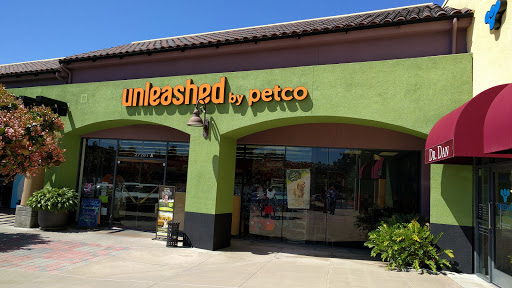 unleashed by petco
DR. DAN